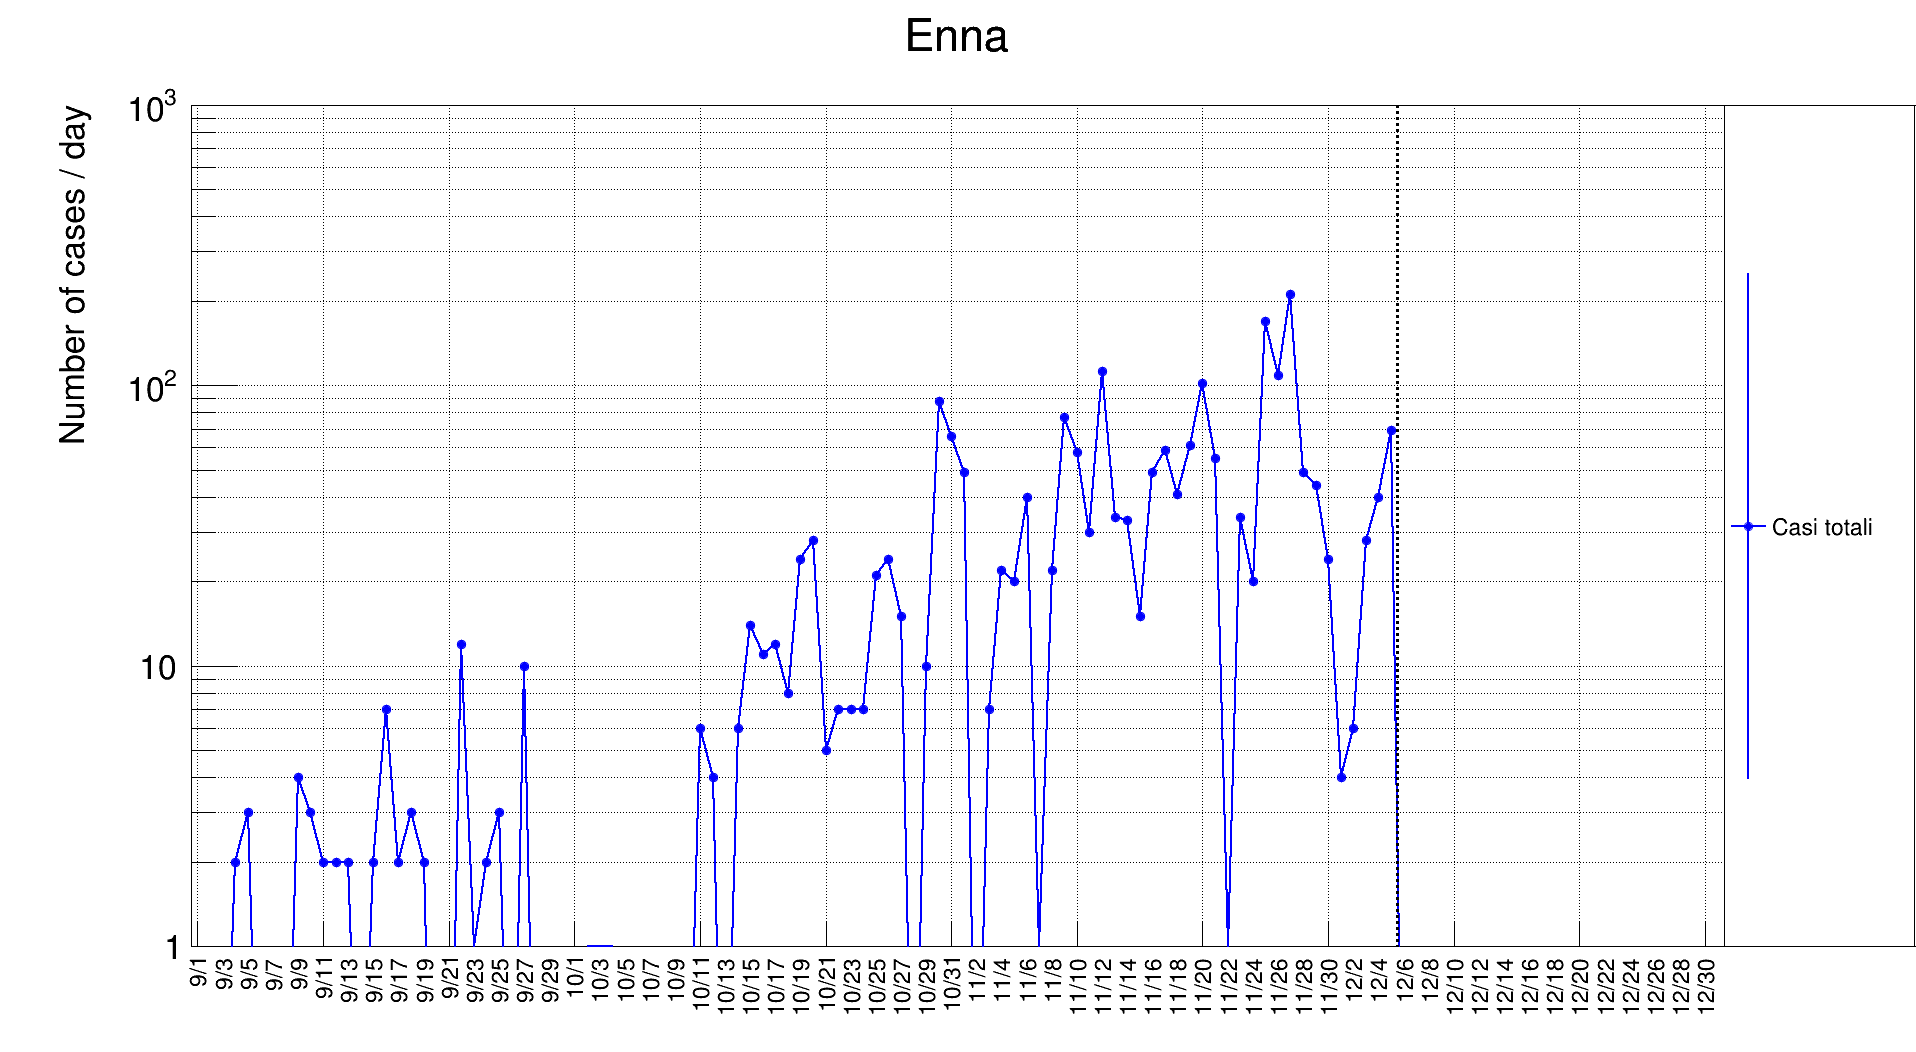 Enna
Number of cases / day
10³
10²
10
1
9/1 9/3 9/5 9/7 9/9 9/11 9/13 9/15 9/17 9/19 9/21 9/23 9/25 9/27 9/29 10/1 10/3 10/5 10/7 10/9 10/11 10/13 10/15 10/17 10/19 10/21 10/23 10/25 10/27 10/29 10/31 11/2 11/4 11/6 11/8 11/10 11/12 11/14 11/16 11/18 11/20 11/22 11/24 11/26 11/28 11/30 12/2 12/4 12/6 12/8 12/10 12/12 12/14 12/16 12/18 12/20 12/22 12/24 12/26 12/28 12/30
Casi totali